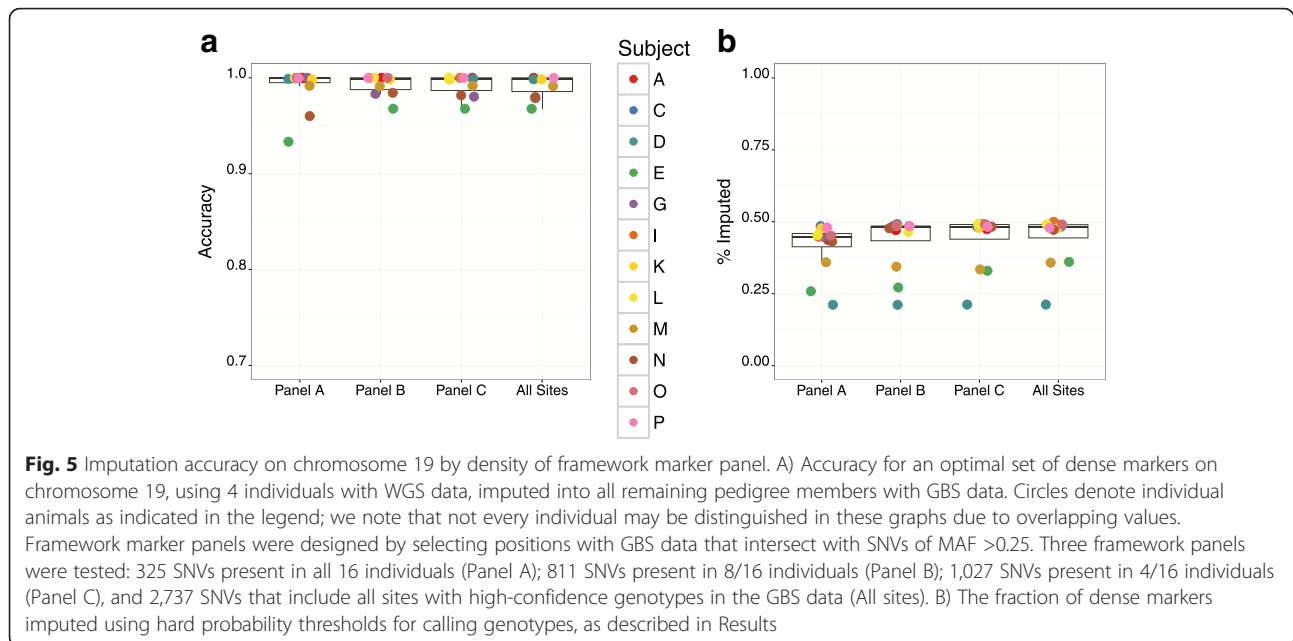 a
Subject
b
1.0
0.9
0.8
0.7
Accuracy
Panel A
Panel B
Panel C
All Sites
A
C
D
E
G
I
K
L
M
N
O
P
1.00
0.75
0.50
0.25
0.00
% Imputed
Panel A
Panel B
Panel C
All Sites
Fig. 5 Imputation accuracy on chromosome 19 by density of framework marker panel. A) Accuracy for an optimal set of dense markers on
chromosome 19, using 4 individuals with WGS data, imputed into all remaining pedigree members with GBS data. Circles denote individual
animals as indicated in the legend; we note that not every individual may be distinguished in these graphs due to overlapping values.
Framework marker panels were designed by selecting positions with GBS data that intersect with SNVs of MAF >0.25. Three framework panels
were tested: 325 SNVs present in all 16 individuals (Panel A); 811 SNVs present in 8/16 individuals (Panel B); 1,027 SNVs present in 4/16 individuals
(Panel C), and 2,737 SNVs that include all sites with high-confidence genotypes in the GBS data (All sites). B) The fraction of dense markers
imputed using hard probability thresholds for calling genotypes, as described in Results